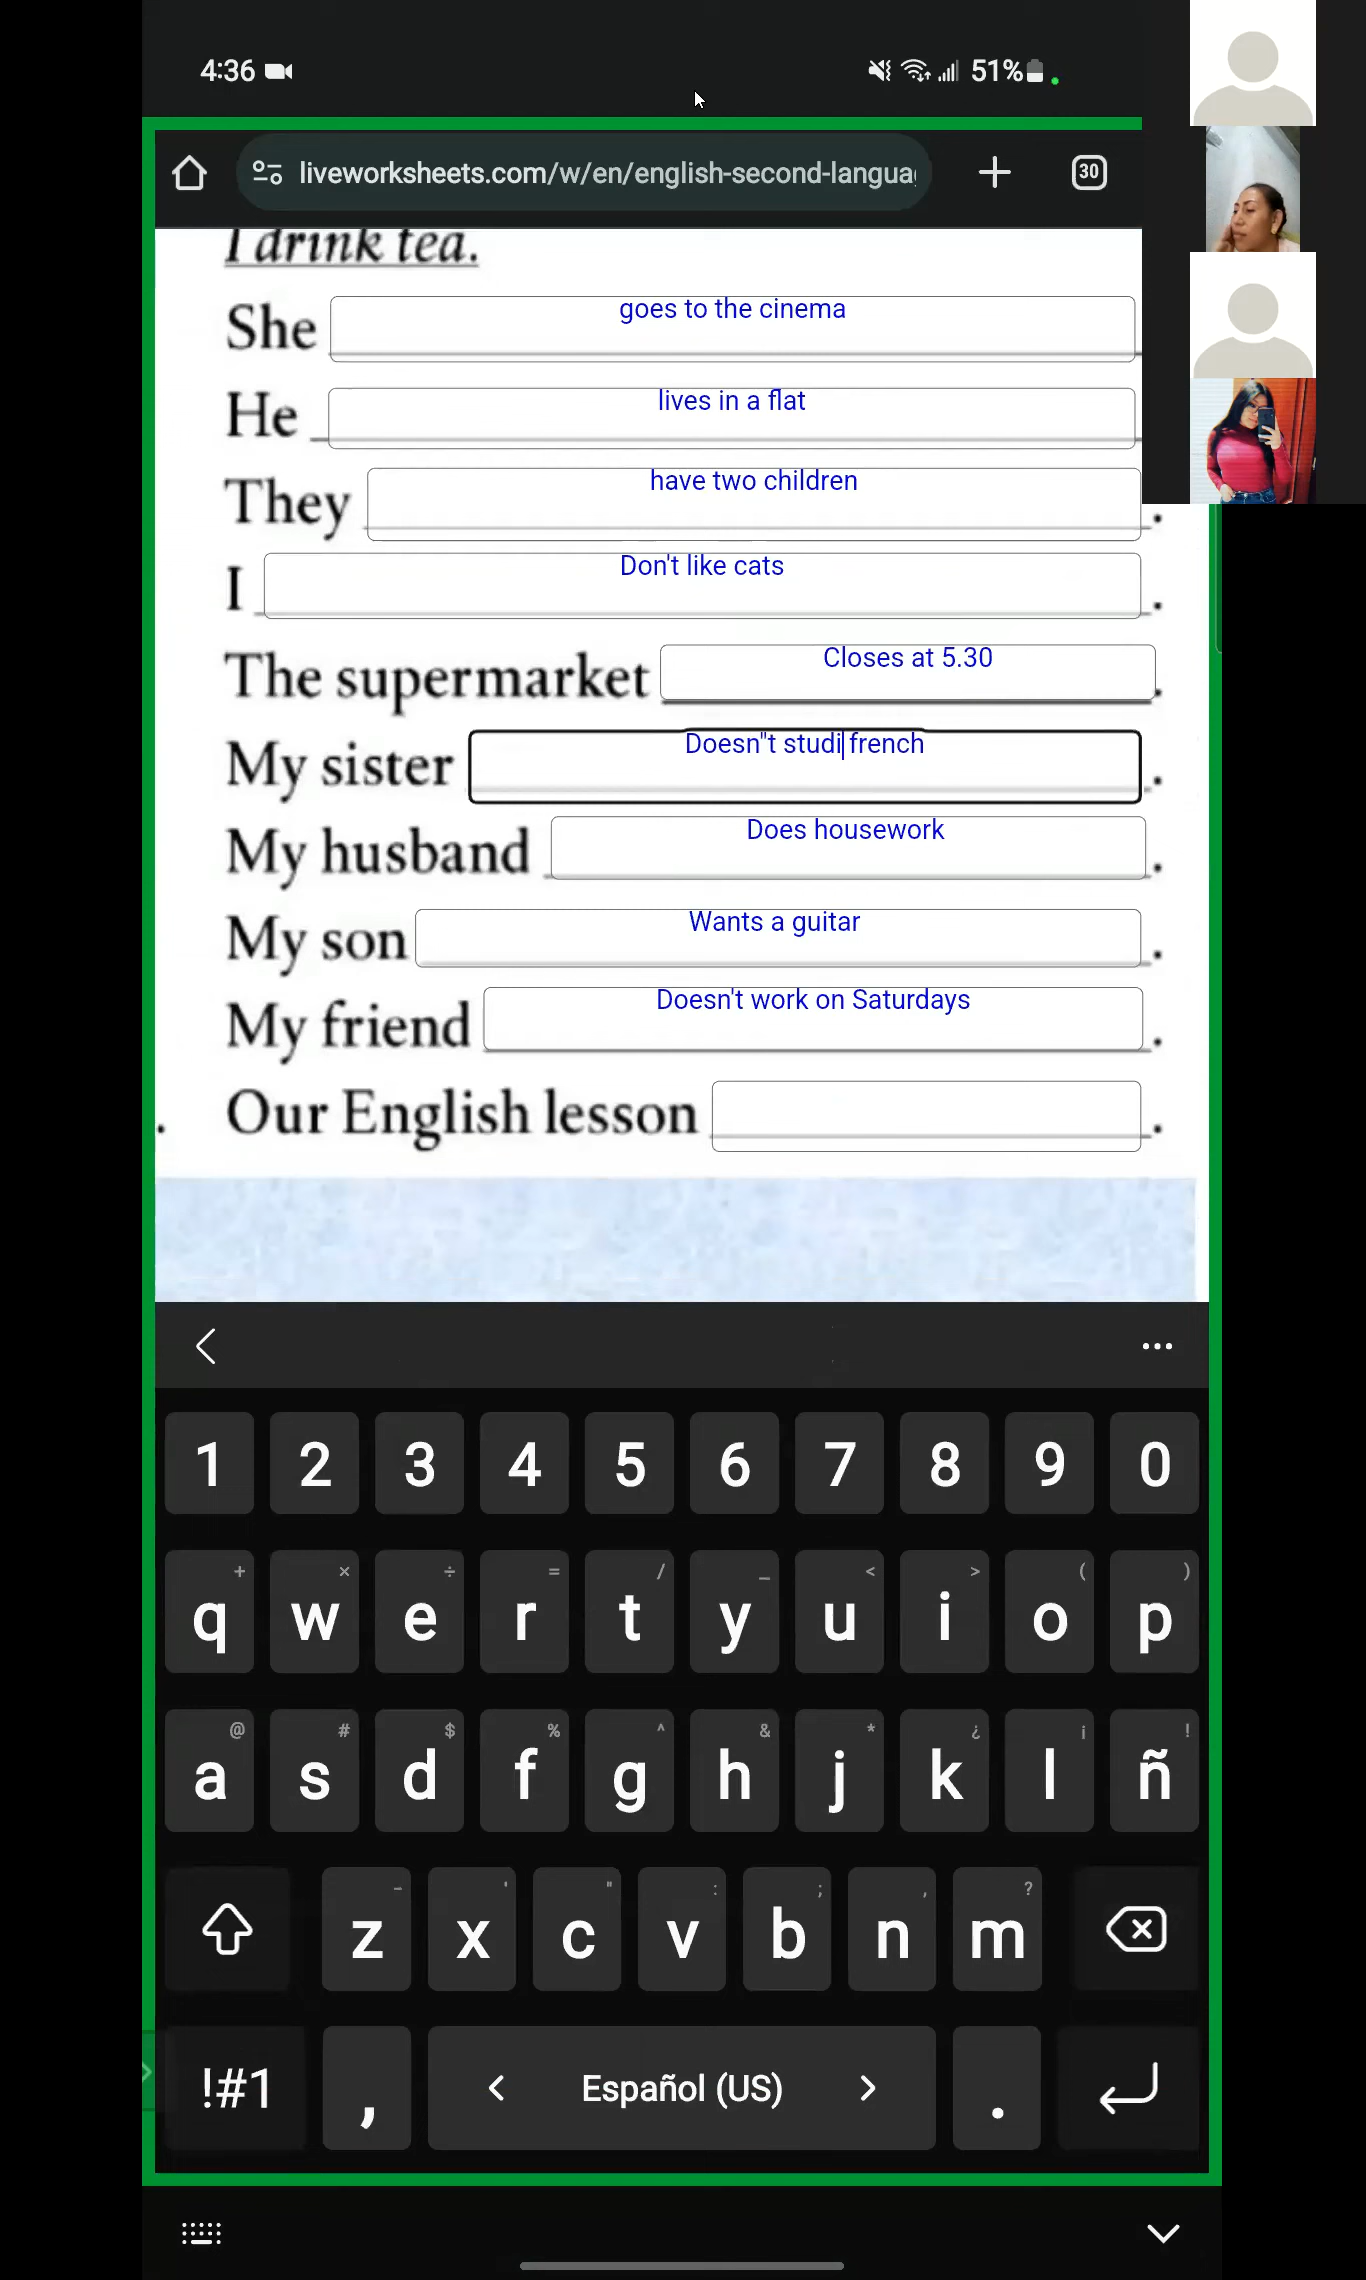 4:36
51%
liveworksheets.com/w/en/english-second-langua
30
I drink tea.
She goes to the cinema
He lives in a flat
They have two children .
I Don't like cats .
The supermarket Closes at 5.30 .
My sister Doesn"t studi french .
My husband Does housework .
My son Wants a guitar .
My friend Doesn't work on Saturdays .
. Our English lesson .
1 2 3 4 5 6 7 8 9 0
+ × ÷ = / _ < > ( )
q w e r t y u i o p
@ # $ % ^ & * ¿ ¡ !
a s d f g h j k l ñ
- ' " : ; , ?
z x c v b n m
!#1 , < Español (US) > .